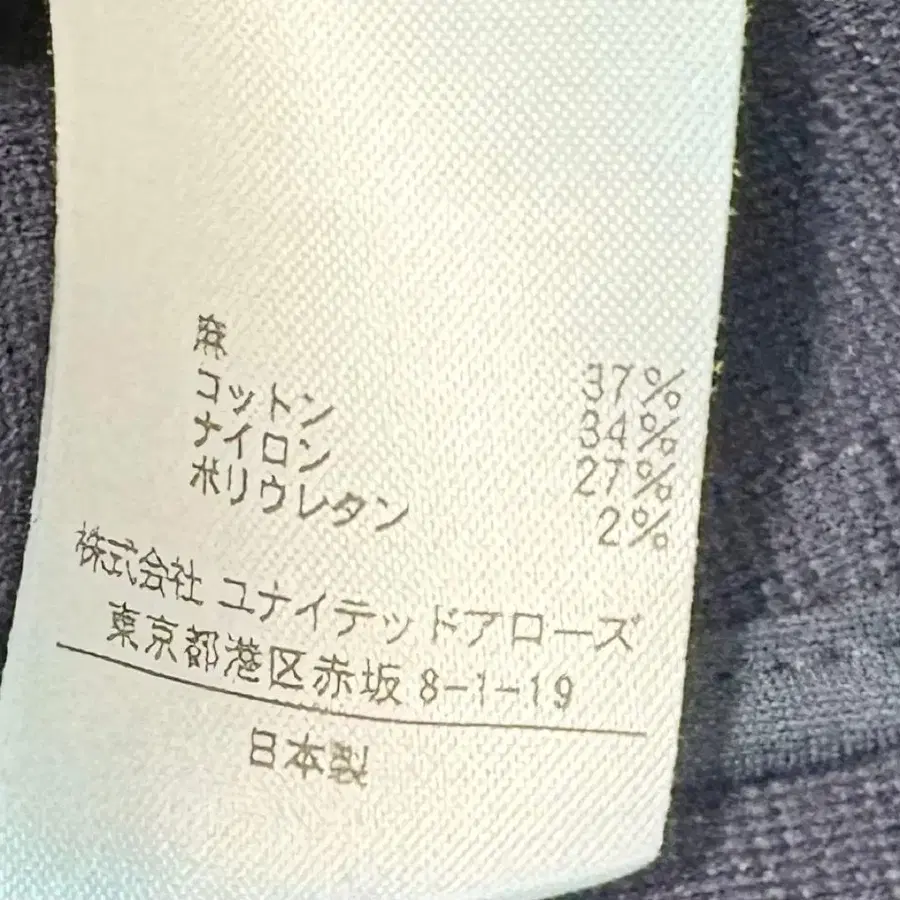 麻 37%
コットン 34%
ナイロン 27%
ポリウレタン 2%
株式会社 ユナイテッドアローズ
東京都港区赤坂 8-1-19
日本製